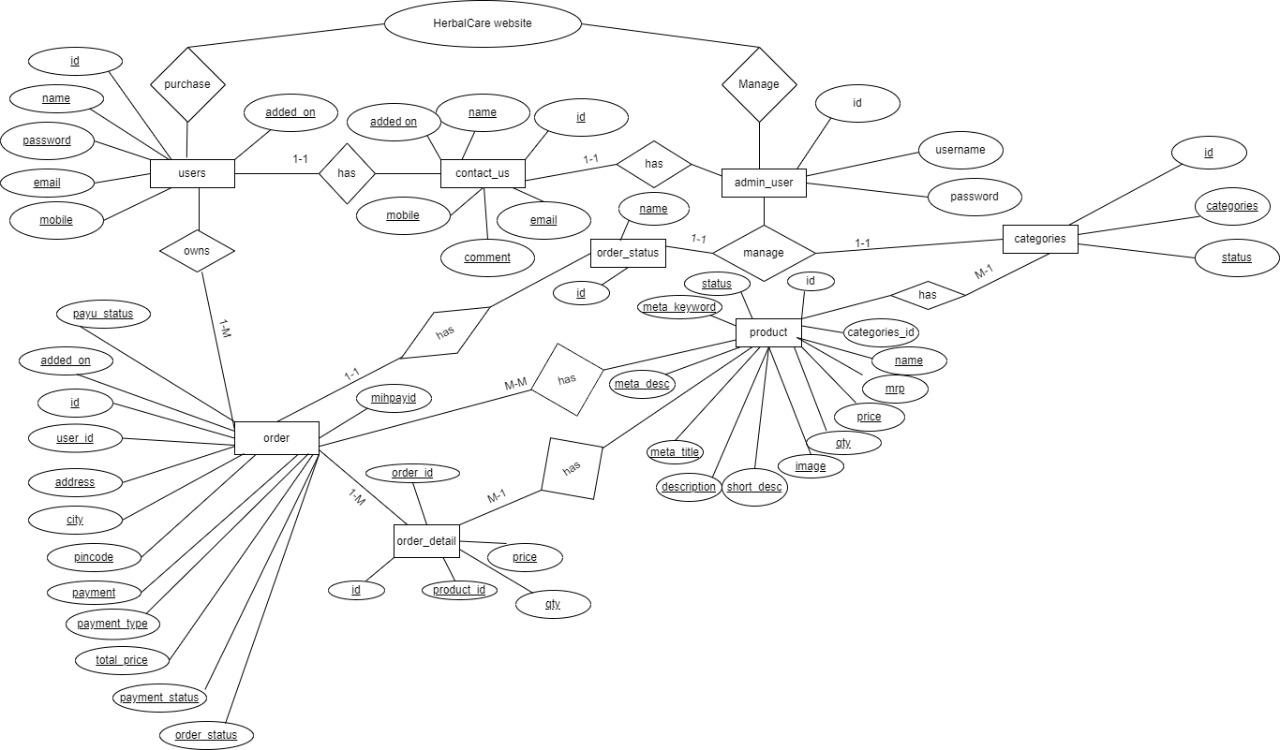 HerbalCare website
id
purchase
Manage
name
added_on
added on
name
id
id
password
users
1-1
has
contact_us
1-1
has
admin_user
username
password
id
email
mobile
mobile
email
comment
name
categories
categories
status
owns
order_status
1-1
manage
1-1
id
M-1
has
status
id
meta_keyword
product
categories_id
name
mrp
price
qty
image
short_desc
description
meta_title
meta_desc
payu_status
1-M
has
1-1
M-M
has
added_on
id
mihpayid
user_id
order
address
city
pincode
payment
payment_type
total_price
payment_status
order_status
1-M
order_id
M-1
has
order_detail
price
id
product_id
qty